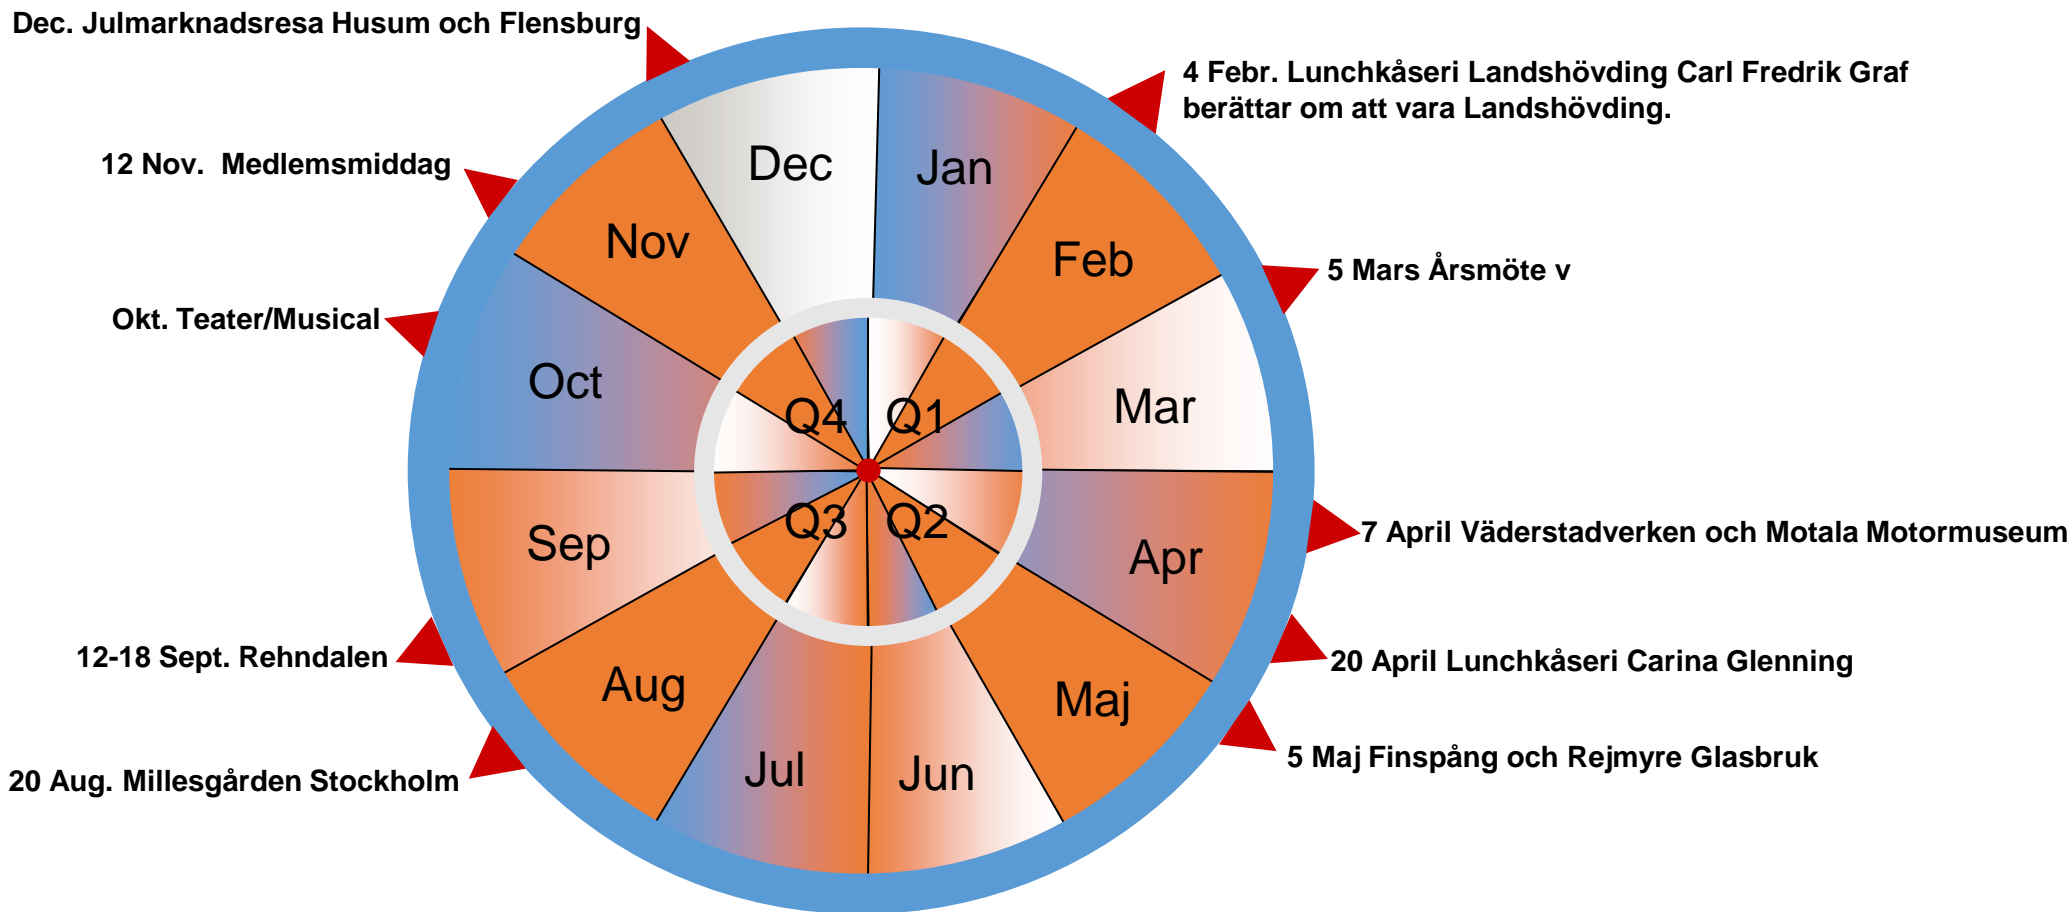 Dec. Julmarknadsresa Husum och Flensburg
4 Febr. Lunchkåseri Landshövding Carl Fredrik Graf
berättar om att vara Landshövding.
12 Nov.  Medlemsmiddag
5 Mars Årsmöte v
Okt. Teater/Musical
7 April Väderstadverken och Motala Motormuseum
12-18 Sept. Rehndalen
20 April Lunchkåseri Carina Glenning
20 Aug. Millesgården Stockholm
5 Maj Finspång och Rejmyre Glasbruk
Jan
Feb
Mar
Apr
Maj
Jun
Jul
Aug
Sep
Oct
Nov
Dec
Q1
Q2
Q3
Q4